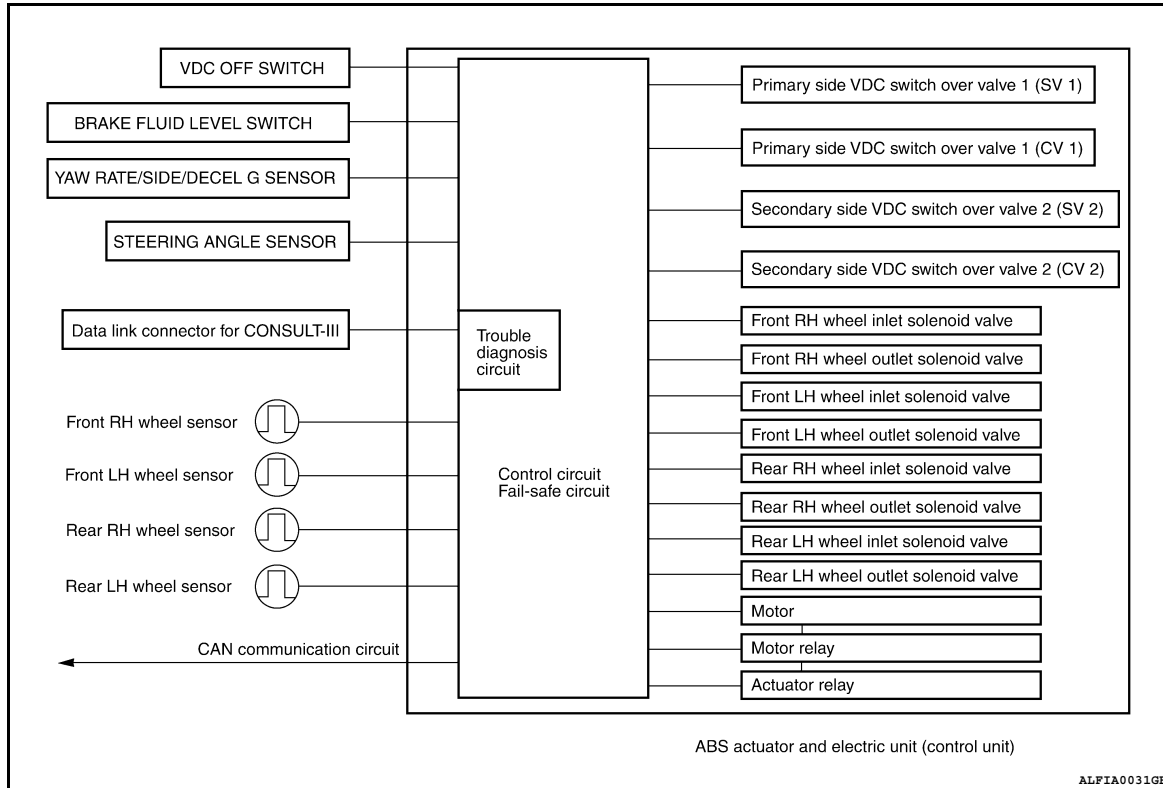 VDC OFF SWITCH
BRAKE FLUID LEVEL SWITCH
YAW RATE/SIDE/DECEL G SENSOR
STEERING ANGLE SENSOR
Data link connector for CONSULT-III
Front RH wheel sensor
Front LH wheel sensor
Rear RH wheel sensor
Rear LH wheel sensor
CAN communication circuit
Trouble
diagnosis
circuit
Control circuit
Fail-safe circuit
Primary side VDC switch over valve 1 (SV 1)
Primary side VDC switch over valve 1 (CV 1)
Secondary side VDC switch over valve 2 (SV 2)
Secondary side VDC switch over valve 2 (CV 2)
Front RH wheel inlet solenoid valve
Front RH wheel outlet solenoid valve
Front LH wheel inlet solenoid valve
Front LH wheel outlet solenoid valve
Rear RH wheel inlet solenoid valve
Rear RH wheel outlet solenoid valve
Rear LH wheel inlet solenoid valve
Rear LH wheel outlet solenoid valve
Motor
Motor relay
Actuator relay
ABS actuator and electric unit (control unit)